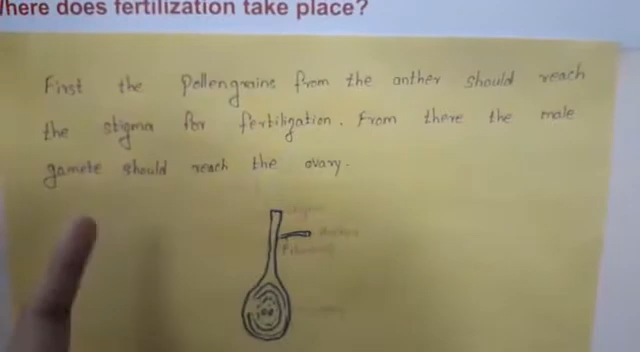 Where does fertilization take place?
First the Pollengrains from the anther should reach
the stigma for fertilization. From there the male
gamete should reach the ovary.